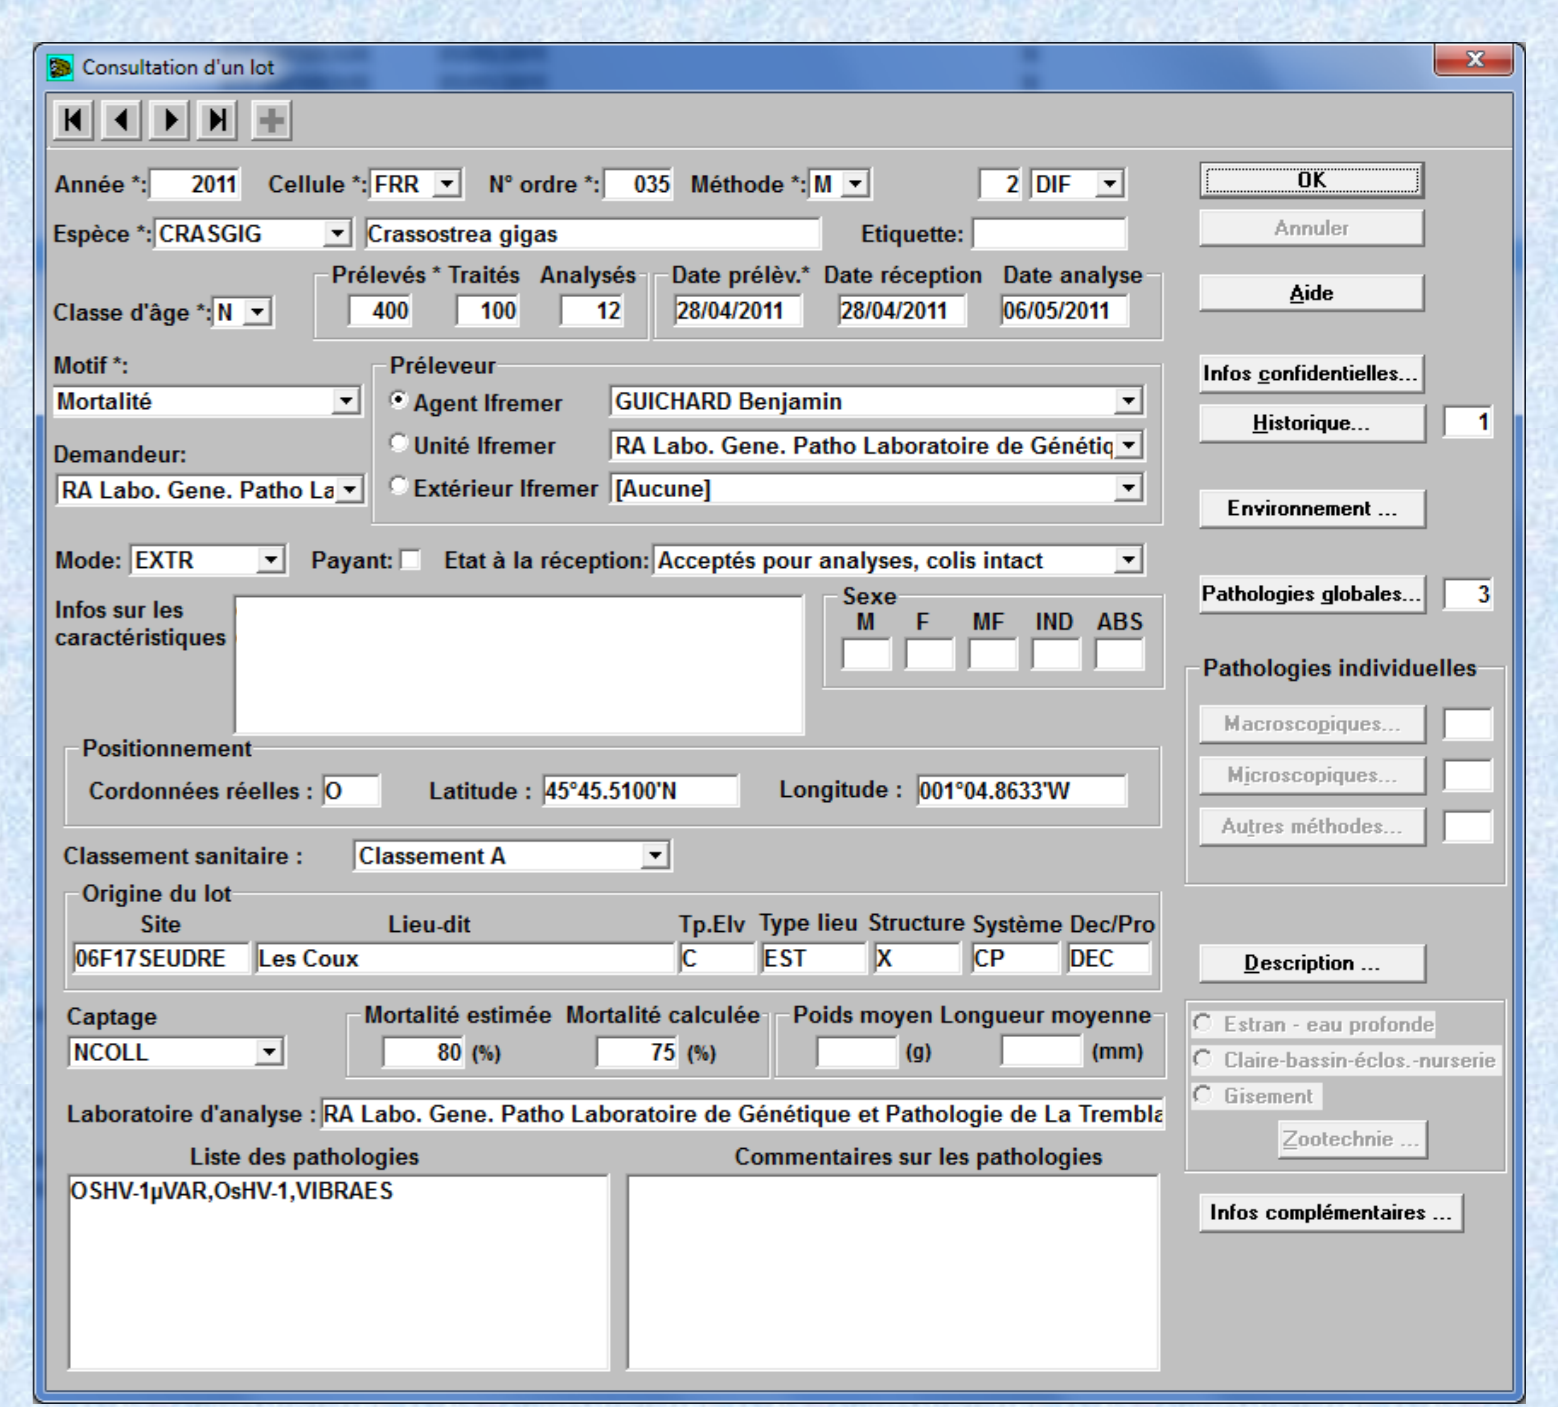 Consultation d'un lot
Année *: 2011 Cellule *: FRR N° ordre *: 035 Méthode *: M 2 DIF OK
Espèce *: CRASGIG Crassostrea gigas Etiquette: Annuler
Prélevés * Traités Analysés Date prélèv.* Date réception Date analyse
Classe d'âge *: N 400 100 12 28/04/2011 28/04/2011 06/05/2011 Aide
Motif *: Préleveur
Mortalité Agent Ifremer GUICHARD Benjamin Infos confidentielles...
Historique... 1
Demandeur: Unité Ifremer RA Labo. Gene. Patho Laboratoire de Génétiq
RA Labo. Gene. Patho La Extérieur Ifremer [Aucune]
Environnement ...
Mode: EXTR Payant: Etat à la réception: Acceptés pour analyses, colis intact
Pathologies globales... 3
Infos sur les Sexe
caractéristiques M F MF IND ABS
Pathologies individuelles
Macroscopiques...
Positionnement
Cordonnées réelles : O Latitude : 45°45.5100'N Longitude : 001°04.8633'W
Microscopiques...
Autres méthodes...
Classement sanitaire : Classement A
Origine du lot
Site Lieu-dit Tp.Elv Type lieu Structure Système Dec/Pro
06F17SEUDRE Les Coux C EST X CP DEC
Description ...
Captage Mortalité estimée Mortalité calculée Poids moyen Longueur moyenne
NCOLL 80 (%) 75 (%) (g) (mm)
Estran - eau profonde
Claire-bassin-éclos.-nurserie
Gisement
Laboratoire d'analyse : RA Labo. Gene. Patho Laboratoire de Génétique et Pathologie de La Trembla
Zootechnie ...
Liste des pathologies Commentaires sur les pathologies
OSHV-1µVAR,OsHV-1,VIBRAES
Infos complémentaires ...